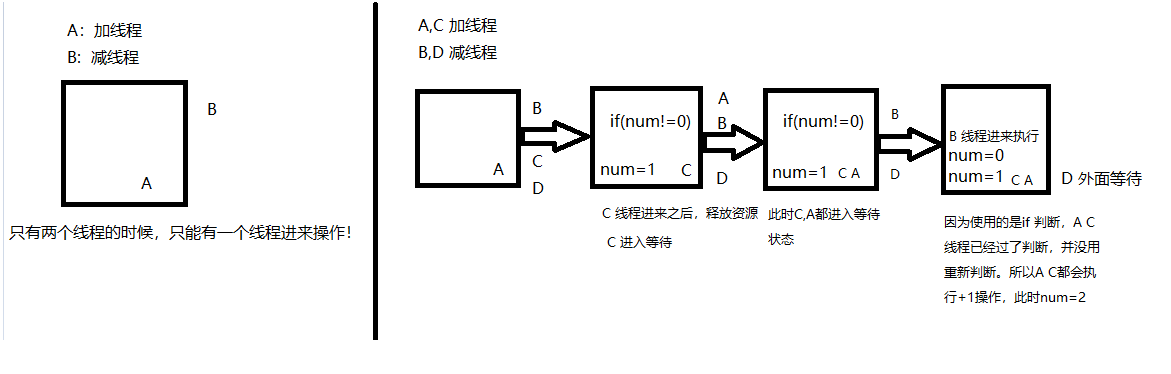 A：加线程
B:  减线程
B
A
只有两个线程的时候，只能有一个线程进来操作！
A,C 加线程
B,D 减线程
A
B
C
D
if(num!=0)
num=1 C
A
B
D
if(num!=0)
num=1 C A
B
D
B 线程进来执行
num=0
num=1 C A
D 外面等待
C 线程进来之后，释放资源
C 进入等待
此时C,A都进入等待
状态
因为使用的是if 判断，A C
线程已经过了判断，并没用
重新判断。所以A C都会执
行+1操作，此时num=2